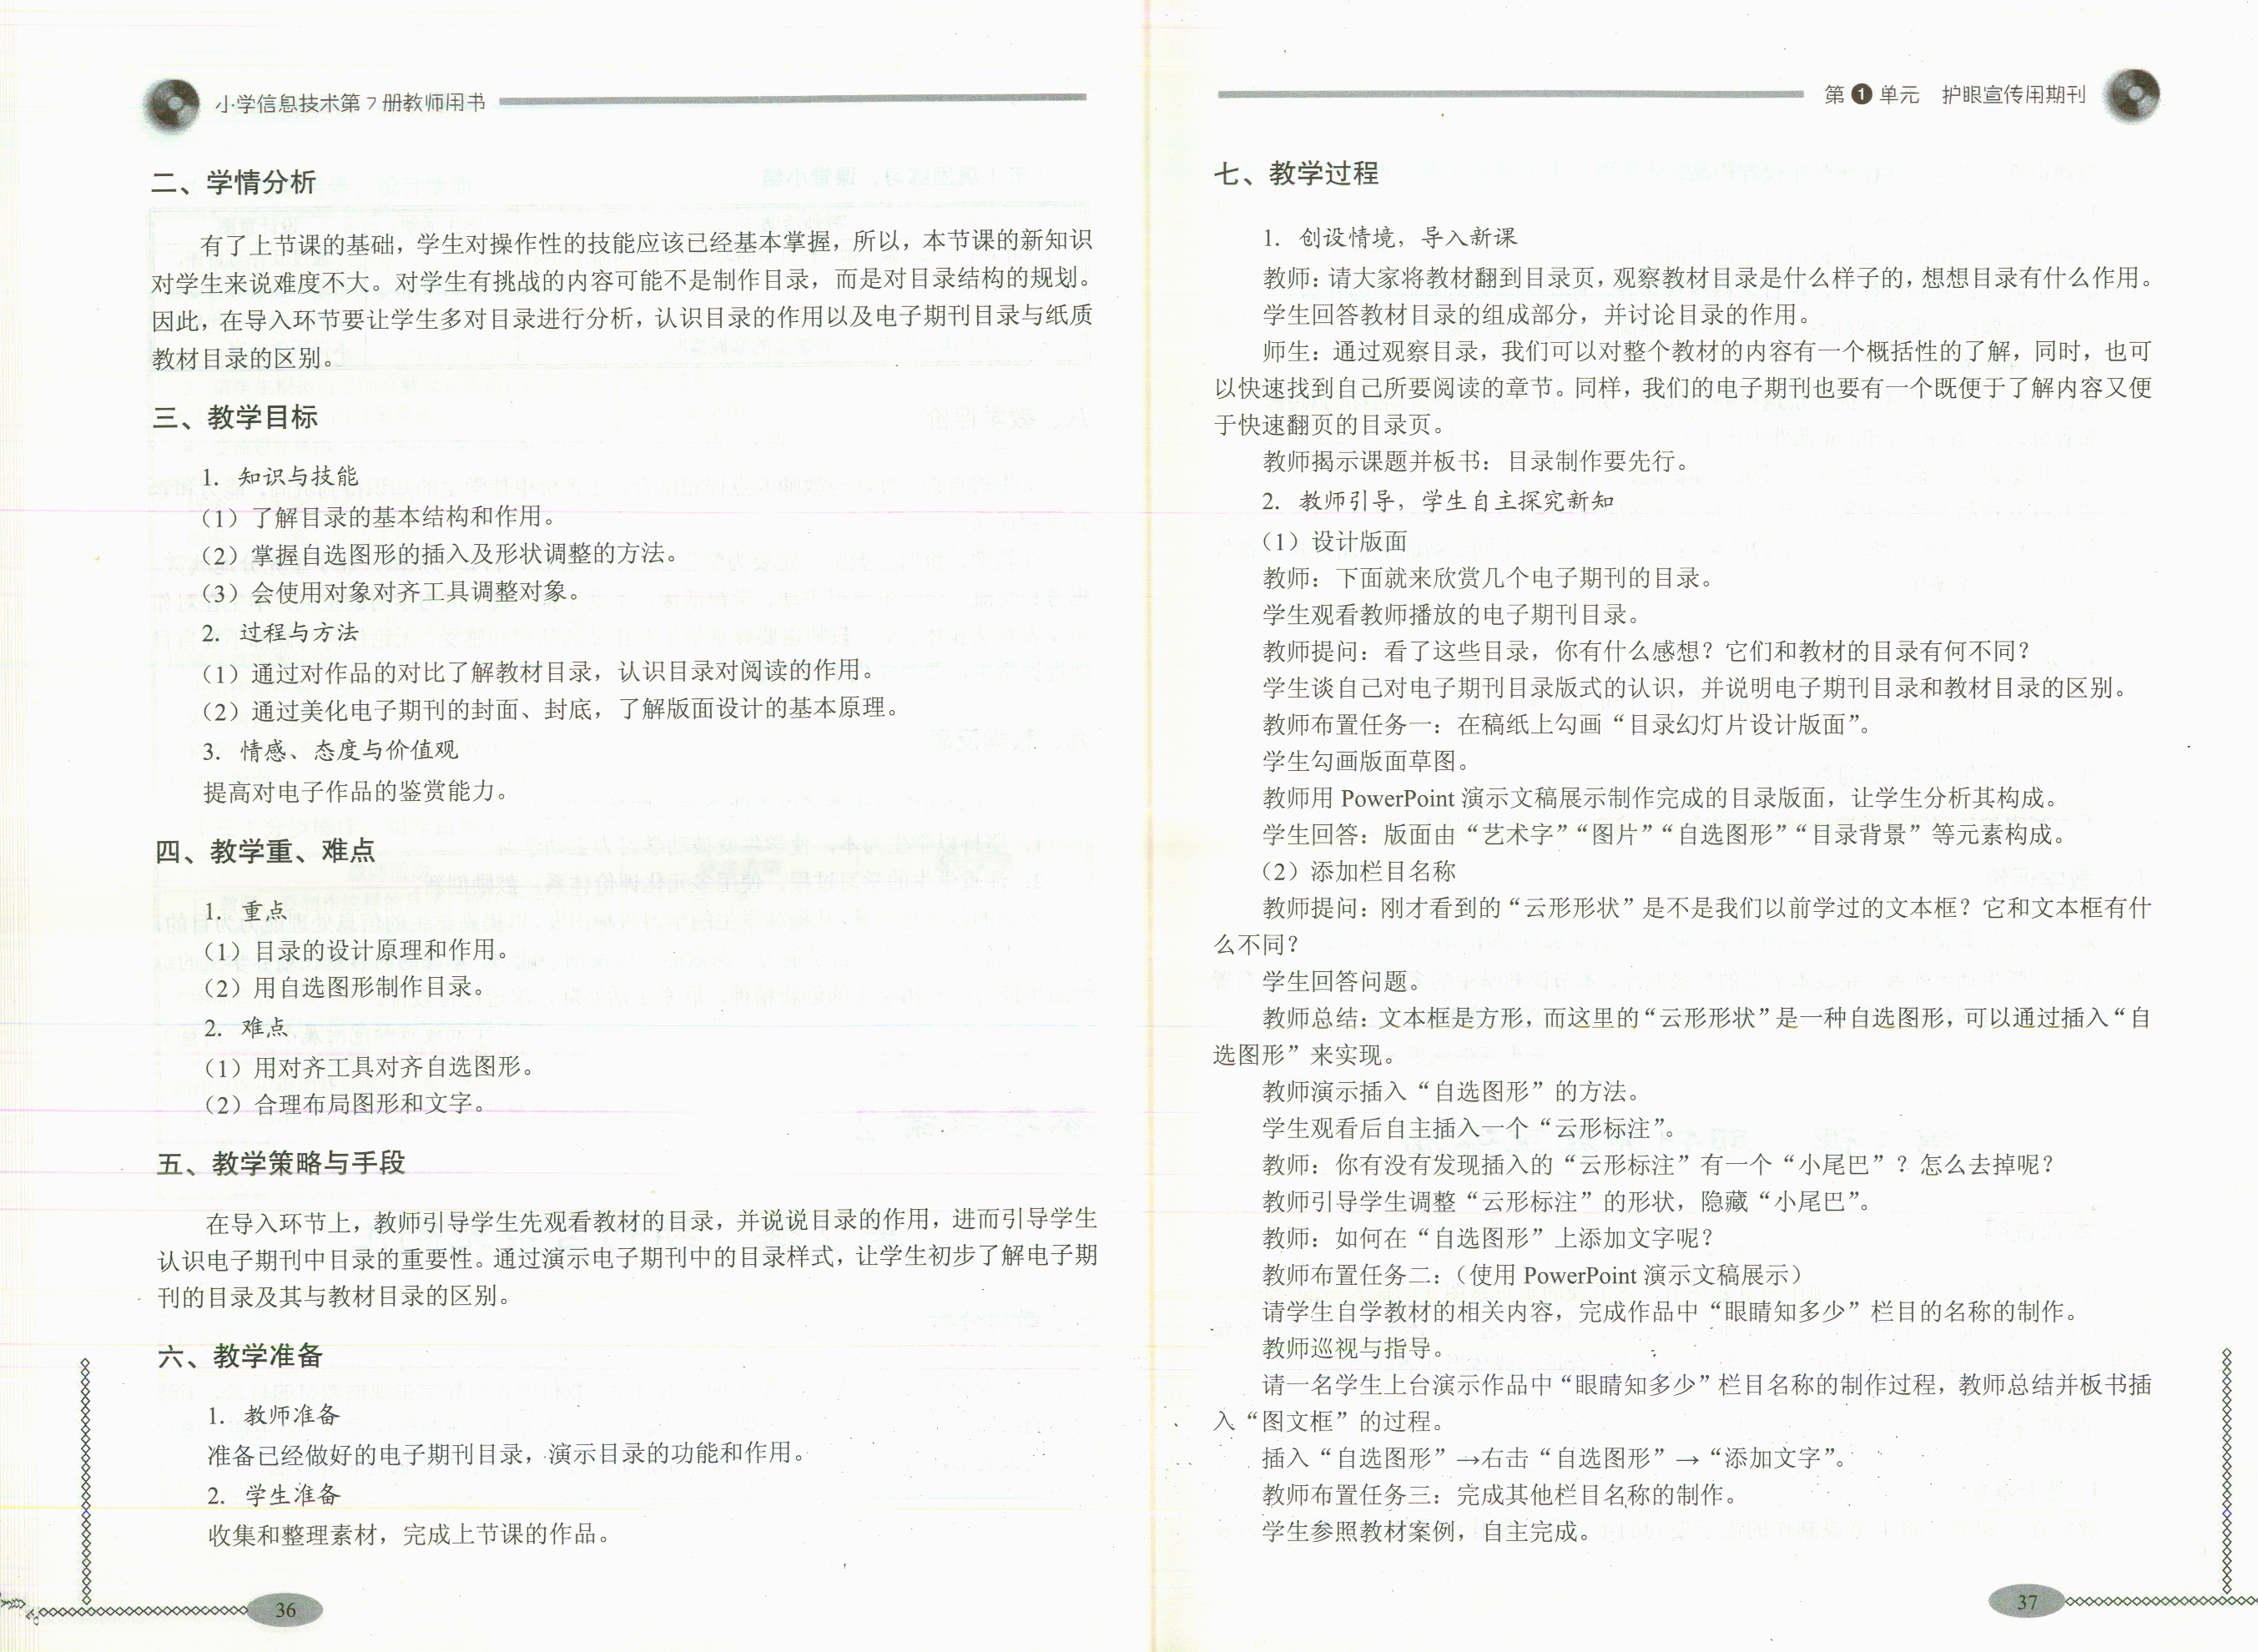 小学信息技术第7册教师用书
二、学情分析
有了上节课的基础，学生对操作性的技能应该已经基本掌握，所以，本节课的新知识
对学生来说难度不大。对学生有挑战的内容可能不是制作目录，而是对目录结构的规划。
因此，在导入环节要让学生多对目录进行分析，认识目录的作用以及电子期刊目录与纸质
教材目录的区别。
三、教学目标
1. 知识与技能
（1）了解目录的基本结构和作用。
（2）掌握自选图形的插入及形状调整的方法。
（3）会使用对象对齐工具调整对象。
2. 过程与方法
（1）通过对作品的对比了解教材目录，认识目录对阅读的作用。
（2）通过美化电子期刊的封面、封底，了解版面设计的基本原理。
3. 情感、态度与价值观
提高对电子作品的鉴赏能力。
四、教学重、难点
1. 重点
（1）目录的设计原理和作用。
（2）用自选图形制作目录。
2. 难点
（1）用对齐工具对齐自选图形。
（2）合理布局图形和文字。
五、教学策略与手段
在导入环节上，教师引导学生先观看教材的目录，并说说目录的作用，进而引导学生
认识电子期刊中目录的重要性。通过演示电子期刊中的目录样式，让学生初步了解电子期
刊的目录及其与教材目录的区别。
六、教学准备
1. 教师准备
准备已经做好的电子期刊目录，演示目录的功能和作用。
2. 学生准备
收集和整理素材，完成上节课的作品。
36
第1单元 护眼宣传用期刊
七、教学过程
1. 创设情境，导入新课
教师：请大家将教材翻到目录页，观察教材目录是什么样子的，想想目录有什么作用。
学生回答教材目录的组成部分，并讨论目录的作用。
师生：通过观察目录，我们可以对整个教材的内容有一个概括性的了解，同时，也可
以快速找到自己所要阅读的章节。同样，我们的电子期刊也要有一个既便于了解内容又便
于快速翻页的目录页。
教师揭示课题并板书：目录制作要先行。
2. 教师引导，学生自主探究新知
（1）设计版面
教师：下面就来欣赏几个电子期刊的目录。
学生观看教师播放的电子期刊目录。
教师提问：看了这些目录，你有什么感想？它们和教材的目录有何不同？
学生谈自己对电子期刊目录版式的认识，并说明电子期刊目录和教材目录的区别。
教师布置任务一：在稿纸上勾画“目录幻灯片设计版面”。
学生勾画版面草图。
教师用 PowerPoint 演示文稿展示制作完成的目录版面，让学生分析其构成。
学生回答：版面由“艺术字”“图片”“自选图形”“目录背景”等元素构成。
（2）添加栏目名称
教师提问：刚才看到的“云形形状”是不是我们以前学过的文本框？它和文本框有什
么不同？
学生回答问题。
教师总结：文本框是方形，而这里的“云形形状”是一种自选图形，可以通过插入“自
选图形”来实现。
教师演示插入“自选图形”的方法。
学生观看后自主插入一个“云形标注”。
教师：你有没有发现插入的“云形标注”有一个“小尾巴”？怎么去掉呢？
教师引导学生调整“云形标注”的形状，隐藏“小尾巴”。
教师：如何在“自选图形”上添加文字呢？
教师布置任务二：（使用 PowerPoint 演示文稿展示）
请学生自学教材的相关内容，完成作品中“眼睛知多少”栏目的名称的制作。
教师巡视与指导。
请一名学生上台演示作品中“眼睛知多少”栏目名称的制作过程，教师总结并板书插
入“图文框”的过程。
插入“自选图形”→右击“自选图形”→“添加文字”。
教师布置任务三：完成其他栏目名称的制作。
学生参照教材案例，自主完成。
37